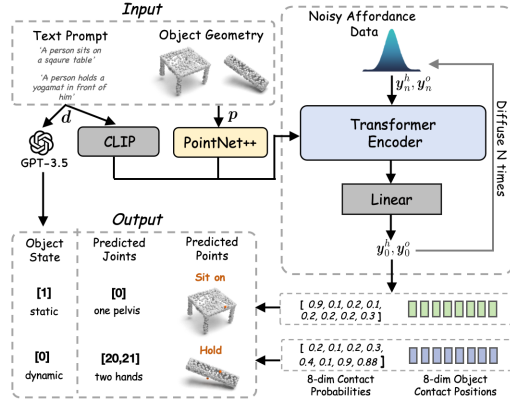 Input
Text Prompt
'A person sits on
a sqaure table'
'A person holds a
yogamat in front of
him'
Object Geometry
d
p
GPT-3.5
CLIP
PointNet++
Noisy Affordance
Data
y_n^h, y_n^o
Transformer
Encoder
Linear
y_0^h, y_0^o
Diffuse N times
Output
Object
State
Predicted
Joints
Predicted
Points
Sit on
[1]
static
[0]
one pelvis
Hold
[0]
dynamic
[20,21]
two hands
[ 0.9, 0.1, 0.2, 0.1,
0.2, 0.2, 0.2, 0.3 ]
[ 0.2, 0.1, 0.2, 0.3,
0.4, 0.1, 0.9, 0.88 ]
8-dim Contact
Probabilities
8-dim Object
Contact Positions